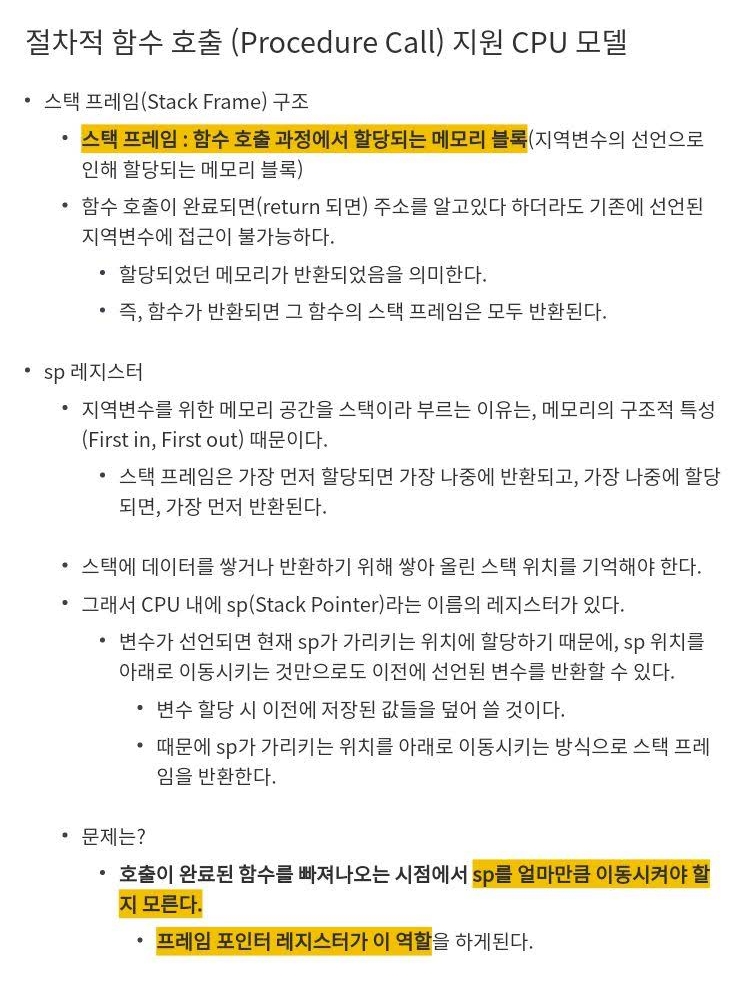 절차적 함수 호출 (Procedure Call) 지원 CPU 모델
• 스택 프레임(Stack Frame) 구조
• 스택 프레임 : 함수 호출 과정에서 할당되는 메모리 블록(지역변수의 선언으로
인해 할당되는 메모리 블록)
• 함수 호출이 완료되면(return 되면) 주소를 알고있다 하더라도 기존에 선언된
지역변수에 접근이 불가능하다.
• 할당되었던 메모리가 반환되었음을 의미한다.
• 즉, 함수가 반환되면 그 함수의 스택 프레임은 모두 반환된다.
• sp 레지스터
• 지역변수를 위한 메모리 공간을 스택이라 부르는 이유는, 메모리의 구조적 특성
(First in, First out) 때문이다.
• 스택 프레임은 가장 먼저 할당되면 가장 나중에 반환되고, 가장 나중에 할당
되면, 가장 먼저 반환된다.
• 스택에 데이터를 쌓거나 반환하기 위해 쌓아 올린 스택 위치를 기억해야 한다.
• 그래서 CPU 내에 sp(Stack Pointer)라는 이름의 레지스터가 있다.
• 변수가 선언되면 현재 sp가 가리키는 위치에 할당하기 때문에, sp 위치를
아래로 이동시키는 것만으로도 이전에 선언된 변수를 반환할 수 있다.
• 변수 할당 시 이전에 저장된 값들을 덮어 쓸 것이다.
• 때문에 sp가 가리키는 위치를 아래로 이동시키는 방식으로 스택 프레
임을 반환한다.
• 문제는?
• 호출이 완료된 함수를 빠져나오는 시점에서 sp를 얼마만큼 이동시켜야 할
지 모른다.
• 프레임 포인터 레지스터가 이 역할을 하게된다.